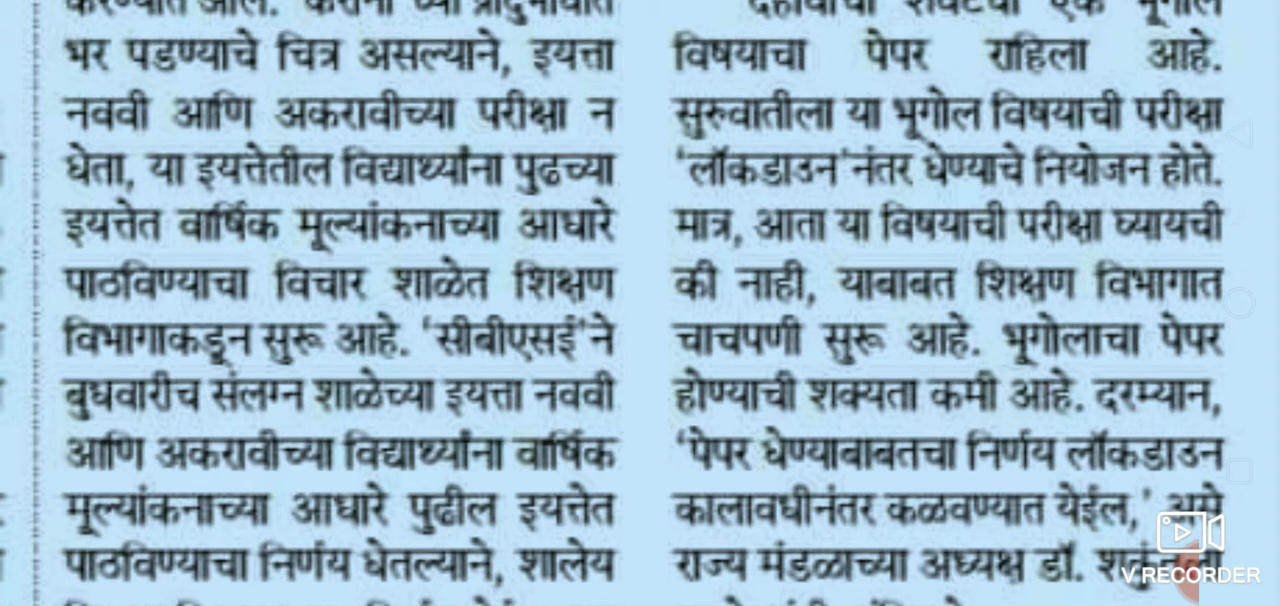 भर पडण्याचे चित्र असल्याने, इयत्ता
नववी आणि अकरावीच्या परीक्षा न
घेता, या इयत्तेतील विद्यार्थ्यांना पुढच्या
इयत्तेत वार्षिक मूल्यांकनाच्या आधारे
पाठविण्याचा विचार शाळेत शिक्षण
विभागाकडून सुरू आहे. 'सीबीएसई'ने
बुधवारीच संलग्न शाळेच्या इयत्ता नववी
आणि अकरावीच्या विद्यार्थ्यांना वार्षिक
मूल्यांकनाच्या आधारे पुढील इयत्तेत
पाठविण्याचा निर्णय घेतल्याने, शालेय
विषयाचा पेपर राहिला आहे.
सुरुवातीला या भूगोल विषयाची परीक्षा
'लॉकडाउन'नंतर घेण्याचे नियोजन होते.
मात्र, आता या विषयाची परीक्षा घ्यायची
की नाही, याबाबत शिक्षण विभागात
चाचपणी सुरू आहे. भूगोलाचा पेपर
होण्याची शक्यता कमी आहे. दरम्यान,
'पेपर घेण्याबाबतचा निर्णय लॉकडाउन
कालावधीनंतर कळवण्यात येईल,' असे
राज्य मंडळाच्या अध्यक्ष डॉ.
V RECORDER